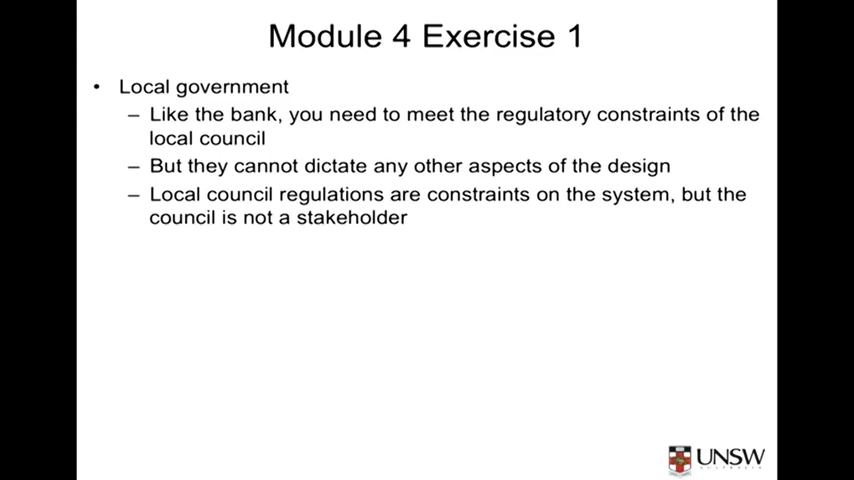 Module 4 Exercise 1
• Local government
– Like the bank, you need to meet the regulatory constraints of the
local council
– But they cannot dictate any other aspects of the design
– Local council regulations are constraints on the system, but the
council is not a stakeholder
UNSW
AUSTRALIA